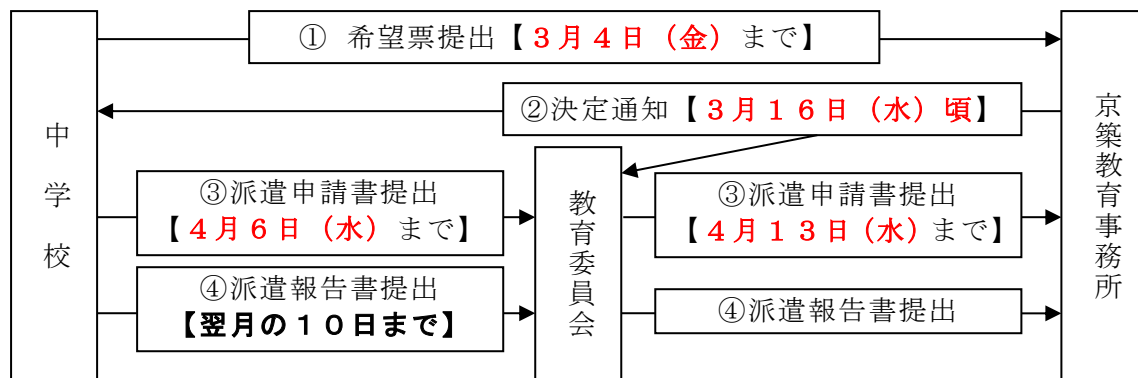 中学校
① 希望票提出【３月４日（金）まで】
②決定通知【３月１６日（水）頃】
③派遣申請書提出
【４月６日（水）まで】
④派遣報告書提出
【翌月の１０日まで】
教育委員会
③派遣申請書提出
【４月１３日（水）まで】
④派遣報告書提出
京築教育事務所